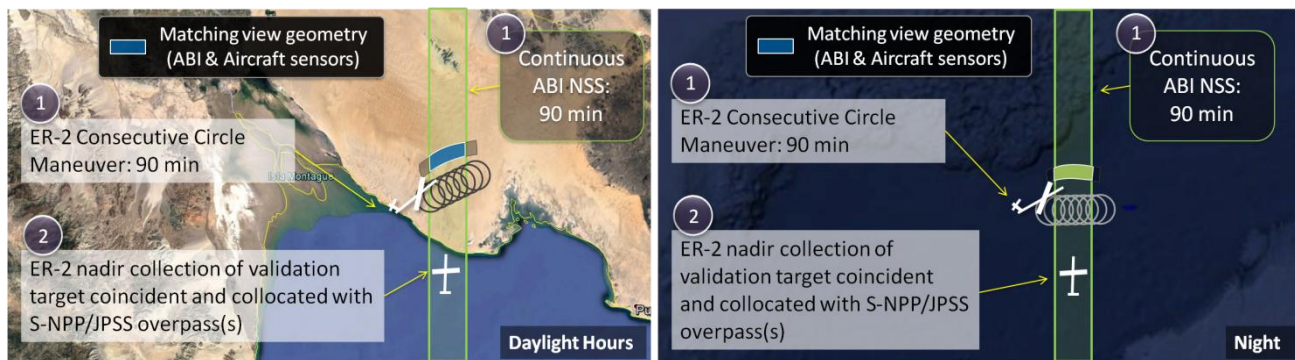 Matching view geometry
(ABI & Aircraft sensors)
1
Continuous
ABI NSS:
90 min
1
ER-2 Consecutive Circle
Maneuver: 90 min
Isla Montague
2
ER-2 nadir collection of validation
target coincident and collocated with
S-NPP/JPSS overpass(s)
Pu
Daylight Hours
Matching view geometry
(ABI & Aircraft sensors)
1
Continuous
ABI NSS:
90 min
1
ER-2 Consecutive Circle
Maneuver: 90 min
2
ER-2 nadir collection of
validation target coincident
and collocated with S-NPP/JPSS
overpass(s)
Night